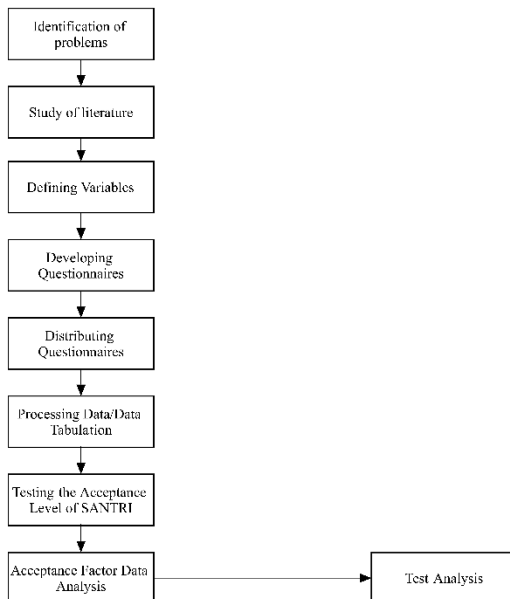 Identification of
problems
Study of literature
Defining Variables
Developing
Questionnaires
Distributing
Questionnaires
Processing Data/Data
Tabulation
Testing the Acceptance
Level of SANTRI
Acceptance Factor Data
Analysis
Test Analysis